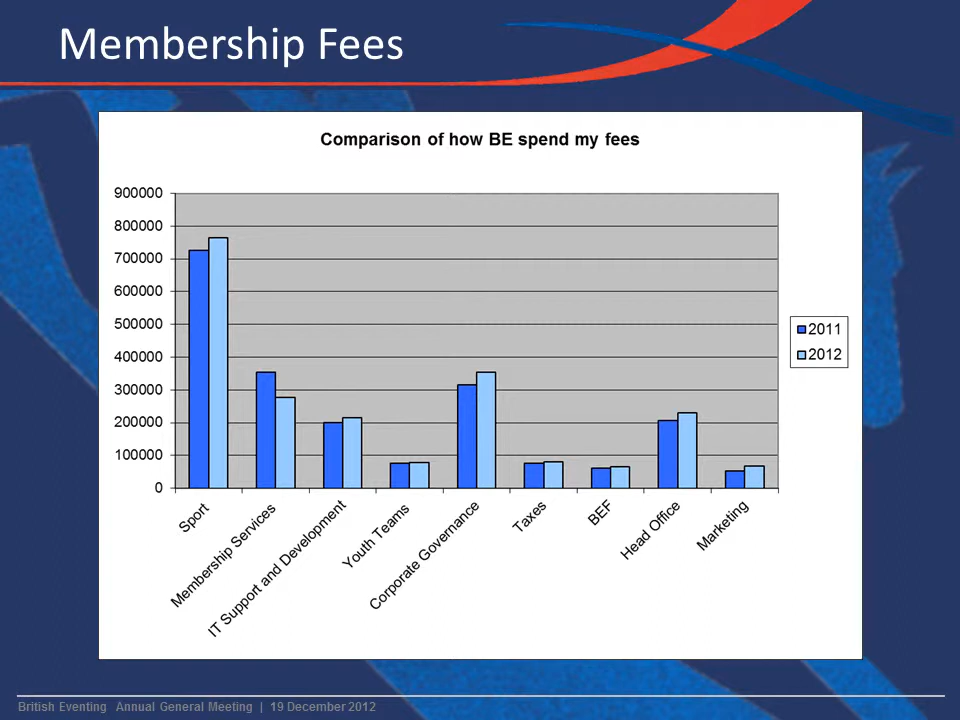 Membership Fees
Comparison of how BE spend my fees
900000
800000
700000
600000
500000
400000
300000
200000
100000
0
2011
2012
Sport
Membership Services
IT Support and Development
Youth Teams
Corporate Governance
Taxes
BEF
Head Office
Marketing
British Eventing Annual General Meeting | 19 December 2012